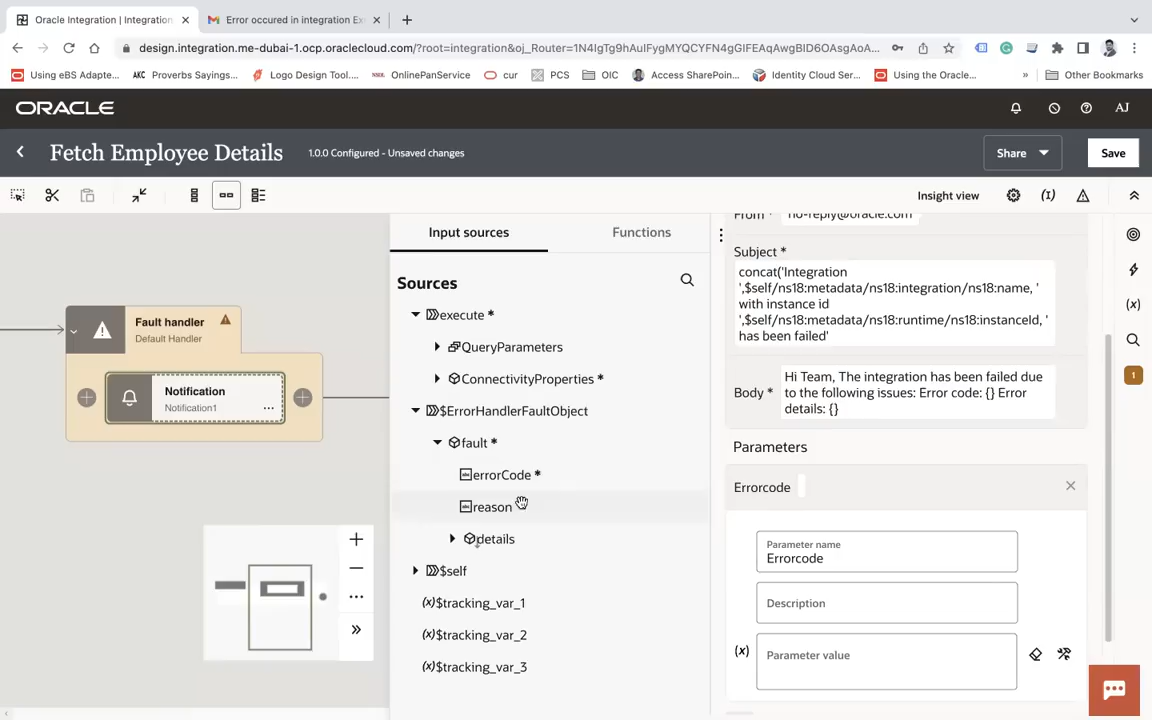 Oracle Integration | Integration
Error occured in integration Ex
design.integration.me-dubai-1.ocp.oraclecloud.com/?root=integration&oj_Router=1N4IgTg9hAuIFygMYQCYFN4gGIFEAqAwgBID6OAsgAoA...
Using eBS Adapte...
AKC Proverbs Sayings...
Logo Design Tool....
OnlinePanService
cur
PCS
OIC
Access SharePoin...
Identity Cloud Ser...
Using the Oracle...
»
Other Bookmarks
ORACLE
AJ
Fetch Employee Details
1.0.0 Configured - Unsaved changes
Share
Save
Insight view
Input sources
Functions
Sources
execute *
QueryParameters
ConnectivityProperties *
$ErrorHandlerFaultObject
fault *
errorCode *
reason
details
$self
(x)$tracking_var_1
(x)$tracking_var_2
(x)$tracking_var_3
Fault handler
Default Handler
Notification
Notification1
From * no-reply@oracle.com
Subject *
concat('Integration
',$self/ns18:metadata/ns18:integration/ns18:name, '
with instance id
',$self/ns18:metadata/ns18:runtime/ns18:instanceId, '
has been failed'
Body *
Hi Team, The integration has been failed due
to the following issues: Error code: {} Error
details: {}
Parameters
Errorcode
Parameter name
Errorcode
Description
(x)
Parameter value
(x)
1